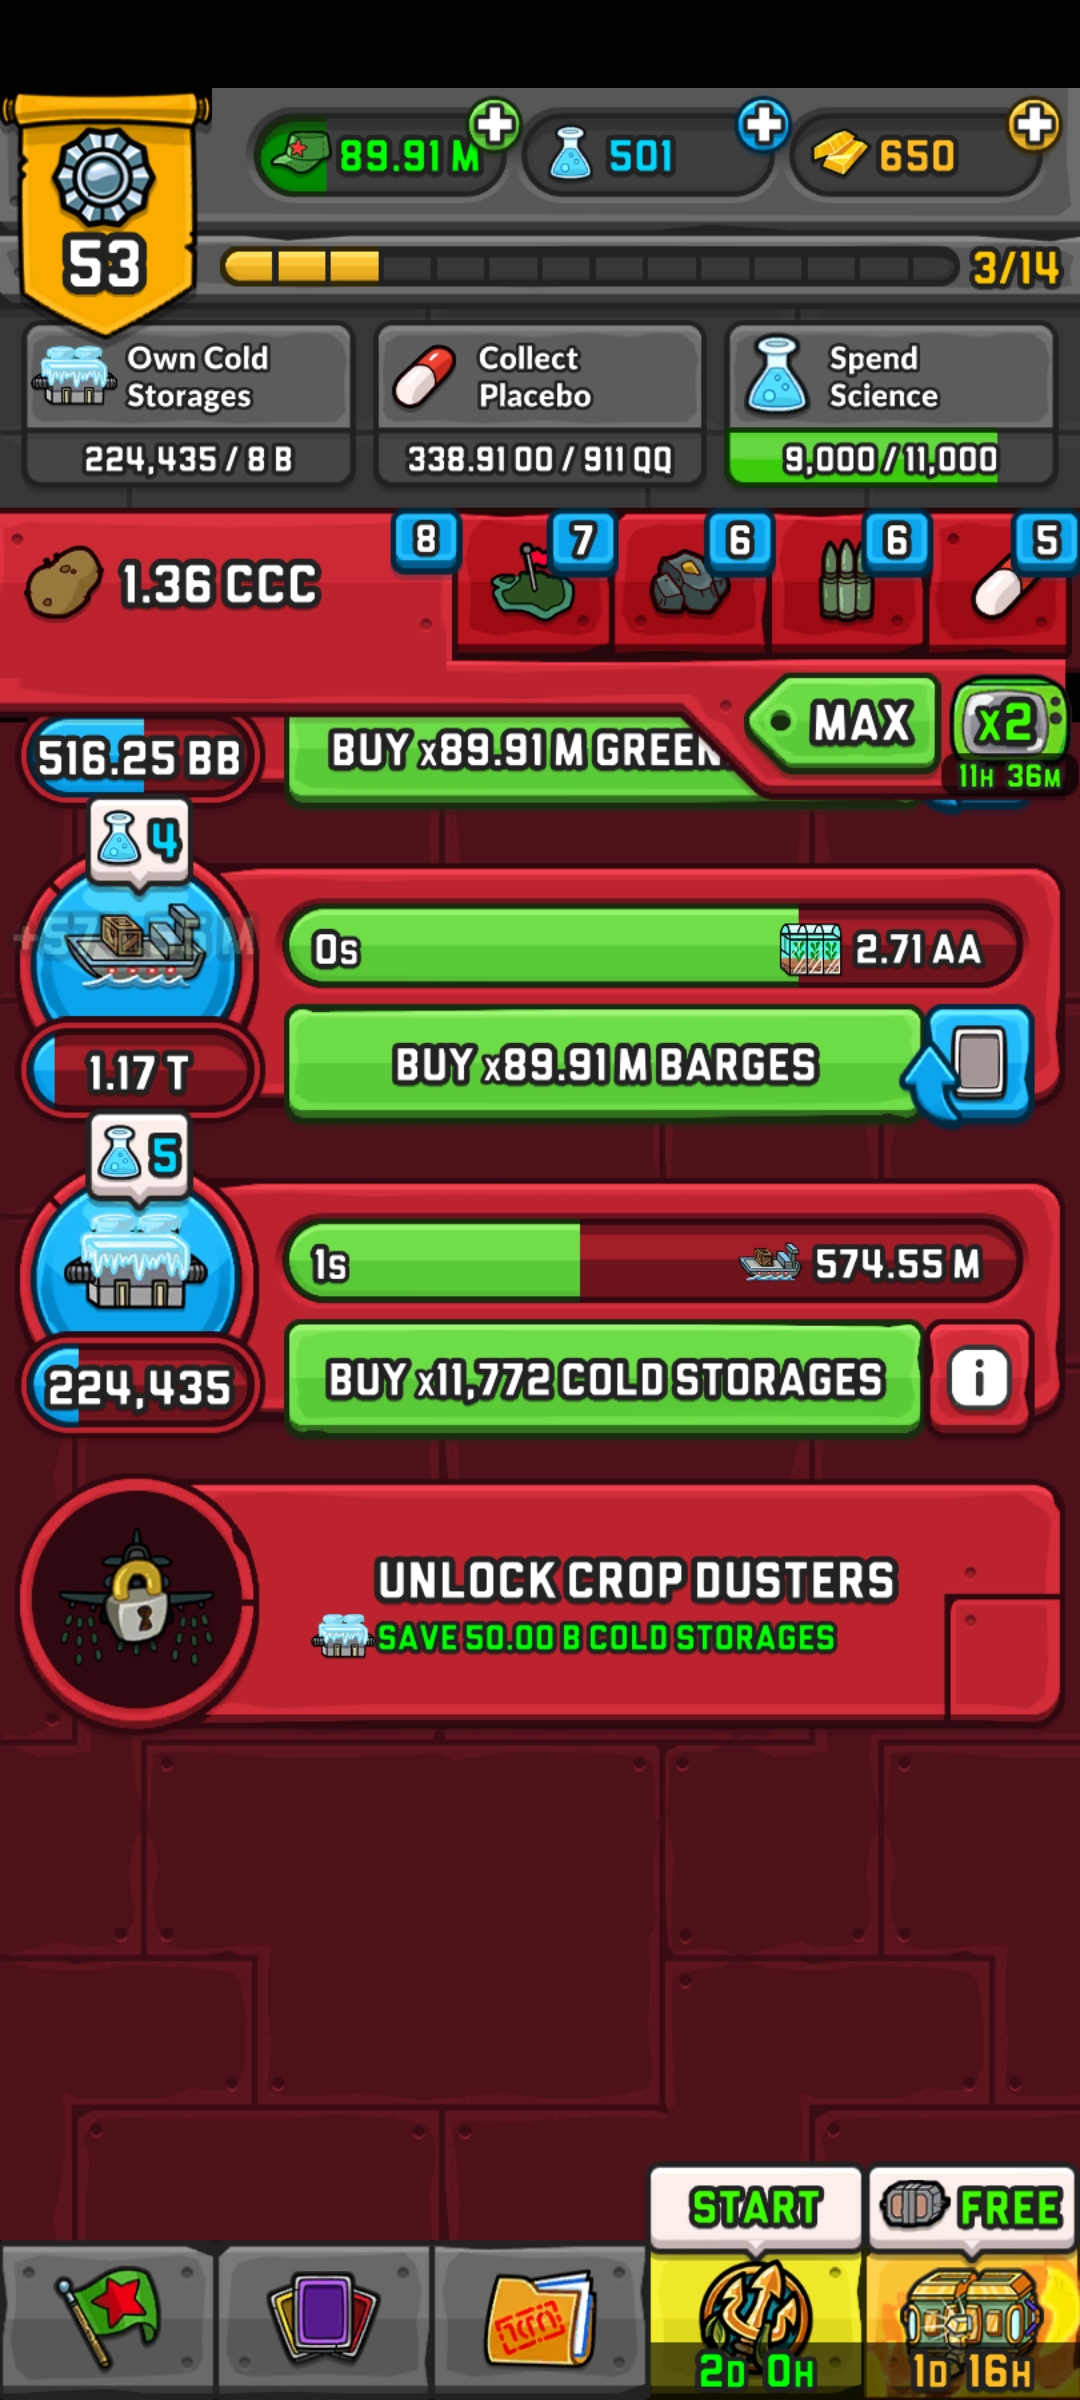 89.91 M
501
650
53
3/14
Own Cold
Storages
224,435 / 8 B
Collect
Placebo
338.91 OO / 911 QQ
Spend
Science
9,000 / 11,000
1.36 CCC
8
7
6
6
5
MAX
x2
11H 36M
516.25 BB
BUY x89.91 M GREEN
4
0s
2.71 AA
1.17 T
BUY x89.91 M BARGES
5
1s
574.55 M
224,435
BUY x11,772 COLD STORAGES
i
UNLOCK CROP DUSTERS
SAVE 50.00 B COLD STORAGES
START
FREE
2D 0H
1D 16H